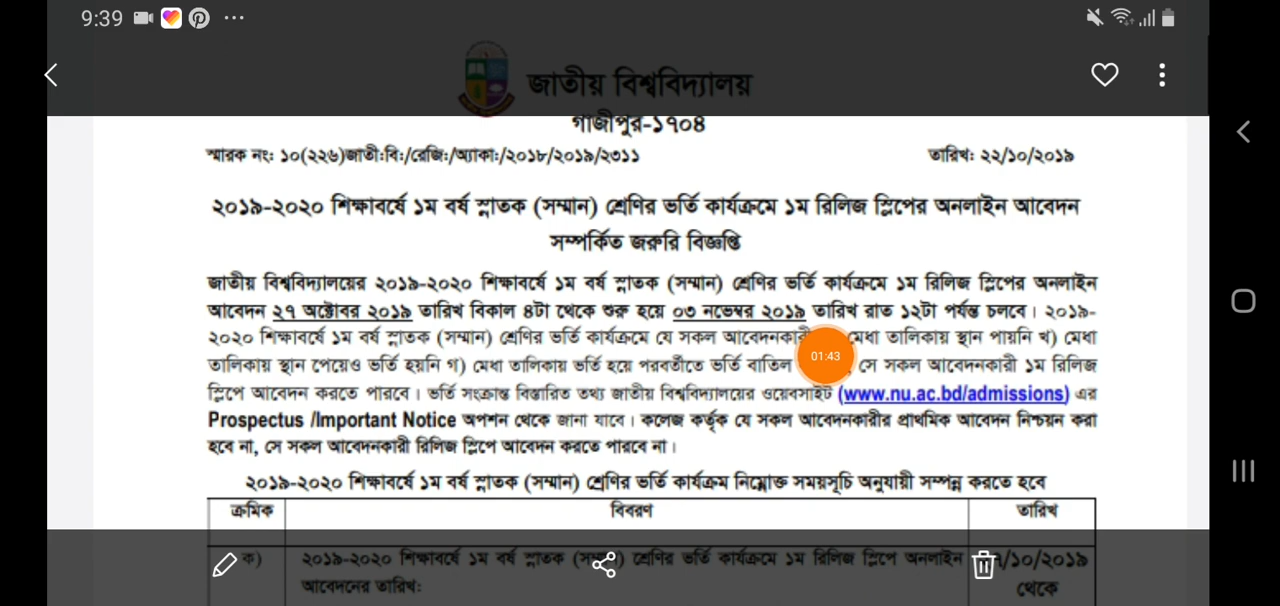 9:39
জাতীয় বিশ্ববিদ্যালয়
গাজীপুর-১৭০৪
স্মারক নং: ১০(২২৬)জাতী:বি:/রেজি:/অ্যাকা:/২০১৮/২০১৯/২৩১১ তারিখ: ২২/১০/২০১৯
২০১৯-২০২০ শিক্ষাবর্ষে ১ম বর্ষ স্নাতক (সম্মান) শ্রেণির ভর্তি কার্যক্রমে ১ম রিলিজ স্লিপের অনলাইন আবেদন
সম্পর্কিত জরুরি বিজ্ঞপ্তি
জাতীয় বিশ্ববিদ্যালয়ের ২০১৯-২০২০ শিক্ষাবর্ষে ১ম বর্ষ স্নাতক (সম্মান) শ্রেণির ভর্তি কার্যক্রমে ১ম রিলিজ স্লিপের অনলাইন
আবেদন ২৭ অক্টোবর ২০১৯ তারিখ বিকাল ৪টা থেকে শুরু হয়ে ০৩ নভেম্বর ২০১৯ তারিখ রাত ১২টা পর্যন্ত চলবে। ২০১৯-
২০২০ শিক্ষাবর্ষে ১ম বর্ষ স্নাতক (সম্মান) শ্রেণির ভর্তি কার্যক্রমে যে সকল আবেদনকারী মেধা তালিকায় স্থান পায়নি খ) মেধা
তালিকায় স্থান পেয়েও ভর্তি হয়নি গ) মেধা তালিকায় ভর্তি হয়ে পরবর্তীতে ভর্তি বাতিল সে সকল আবেদনকারী ১ম রিলিজ
01:43
স্লিপে আবেদন করতে পারবে। ভর্তি সংক্রান্ত বিস্তারিত তথ্য জাতীয় বিশ্ববিদ্যালয়ের ওয়েবসাইট (www.nu.ac.bd/admissions) এর
Prospectus /Important Notice অপশন থেকে জানা যাবে। কলেজ কর্তৃক যে সকল আবেদনকারীর প্রাথমিক আবেদন নিশ্চয়ন করা
হবে না, সে সকল আবেদনকারী রিলিজ স্লিপে আবেদন করতে পারবে না।
২০১৯-২০২০ শিক্ষাবর্ষে ১ম বর্ষ স্নাতক (সম্মান) শ্রেণির ভর্তি কার্যক্রম নিম্নোক্ত সময়সূচি অনুযায়ী সম্পন্ন করতে হবে
ক্রমিক বিবরণ তারিখ
ক) ২০১৯-২০২০ শিক্ষাবর্ষে ১ম বর্ষ স্নাতক (সম্মান) শ্রেণির ভর্তি কার্যক্রমে ১ম রিলিজ স্লিপে অনলাইন ৭/১০/২০১৯
আবেদনের তারিখ: থেকে